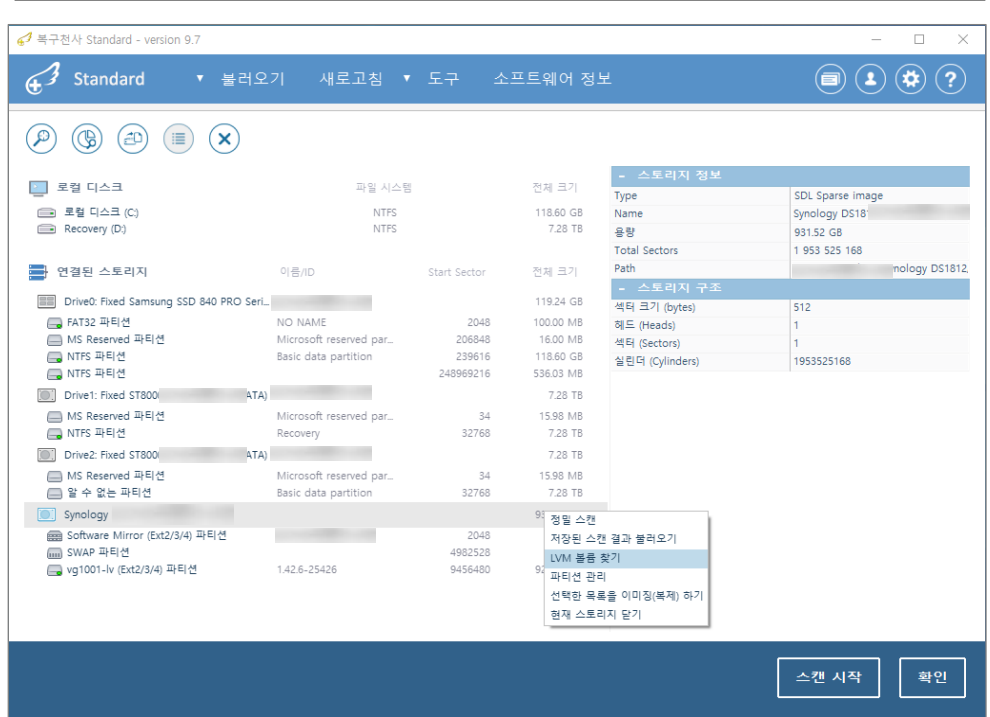 복구천사 Standard - version 9.7
Standard ▼ 불러오기 새로고침 ▼ 도구 소프트웨어 정보
로컬 디스크 파일 시스템 전체 크기
로컬 디스크 (C:) NTFS 118.60 GB
Recovery (D:) NTFS 7.28 TB
연결된 스토리지 이름/ID Start Sector 전체 크기
Drive0: Fixed Samsung SSD 840 PRO Seri... 119.24 GB
FAT32 파티션 NO NAME 2048 100.00 MB
MS Reserved 파티션 Microsoft reserved par... 206848 16.00 MB
NTFS 파티션 Basic data partition 239616 118.60 GB
NTFS 파티션 248969216 536.03 MB
Drive1: Fixed ST800 ATA) 7.28 TB
MS Reserved 파티션 Microsoft reserved par... 34 15.98 MB
NTFS 파티션 Recovery 32768 7.28 TB
Drive2: Fixed ST800 ATA) 7.28 TB
MS Reserved 파티션 Microsoft reserved par... 34 15.98 MB
알 수 없는 파티션 Basic data partition 32768 7.28 TB
Synology 93
Software Mirror (Ext2/3/4) 파티션 2048
SWAP 파티션 4982528
vg1001-lv (Ext2/3/4) 파티션 1.42.6-25426 9456480 92
정밀 스캔
저장된 스캔 결과 불러오기
LVM 볼륨 찾기
파티션 관리
선택한 목록을 이미징(복제) 하기
현재 스토리지 닫기
- 스토리지 정보
Type SDL Sparse image
Name Synology DS18
용량 931.52 GB
Total Sectors 1 953 525 168
Path nology DS1812,
- 스토리지 구조
섹터 크기 (bytes) 512
헤드 (Heads) 1
섹터 (Sectors) 1
실린더 (Cylinders) 1953525168
스캔 시작 확인